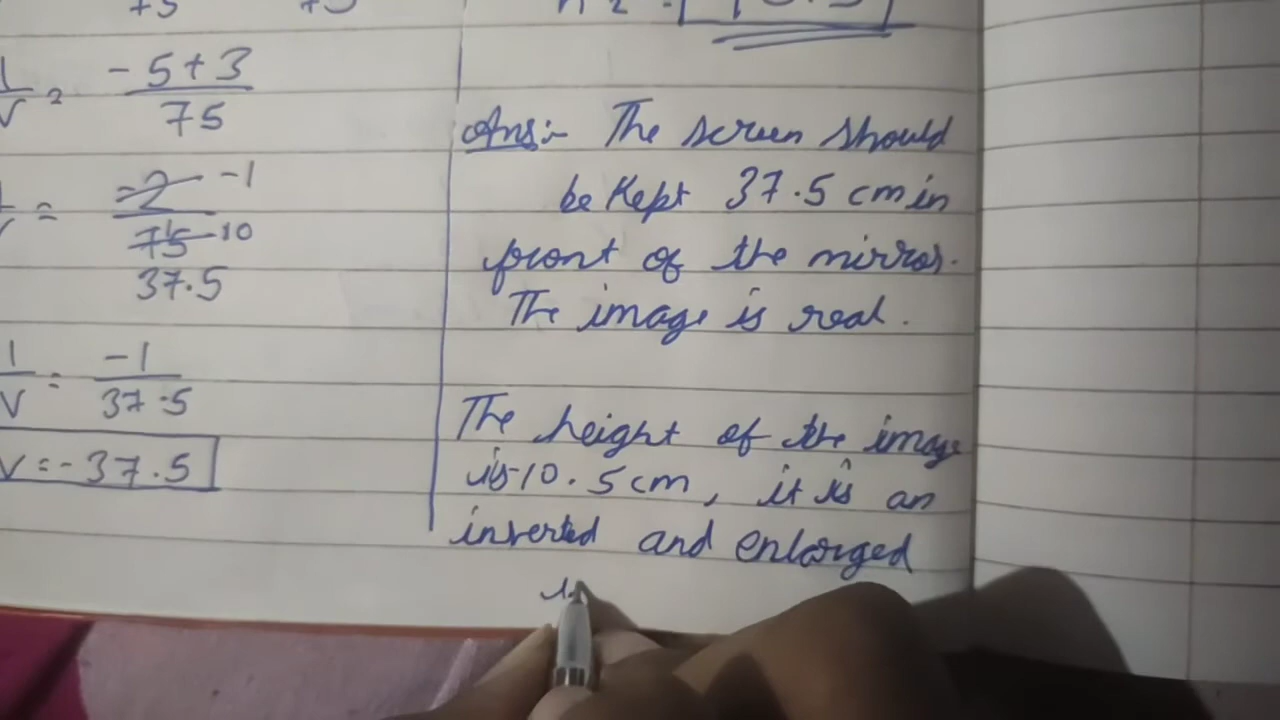 1/V = -5+3/75
1/V = -2 -1/75 10
37.5
1/V = -1/37.5
V = -37.5
Ans:- The screen should
be Kept 37.5 cm in
front of the mirror.
The image is real.
The height of the image
is -10.5 cm, it is an
inverted and enlarged